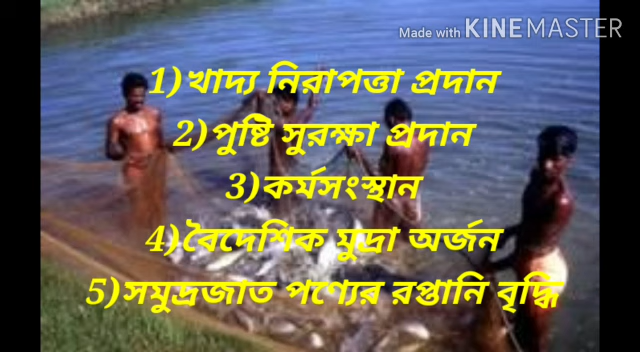 Made with KINEMASTER
1)খাদ্য নিরাপত্তা প্রদান
2)পুষ্টি সুরক্ষা প্রদান
3)কর্মসংস্থান
4)বৈদেশিক মুদ্রা অর্জন
5)সমুদ্রজাত পণ্যের রপ্তানি বৃদ্ধি